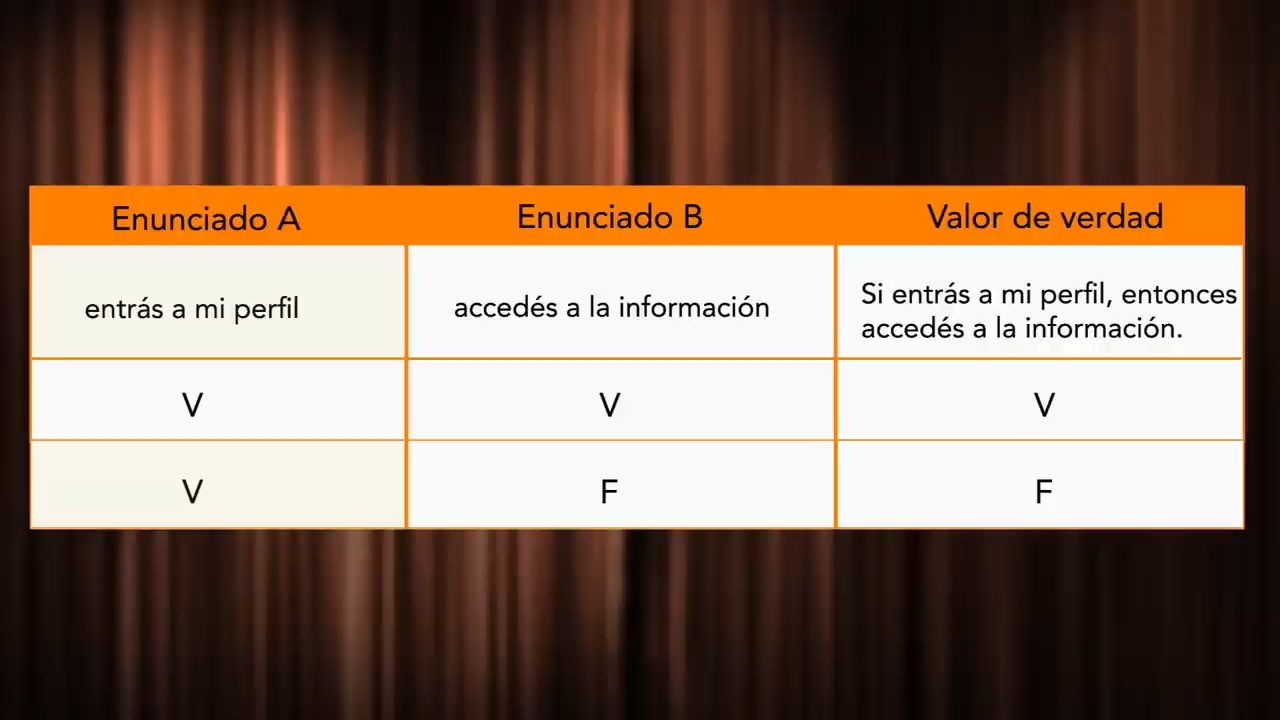 Enunciado A Enunciado B Valor de verdad
entrás a mi perfil accedés a la información Si entrás a mi perfil, entonces
accedés a la información.
V V V
V F F